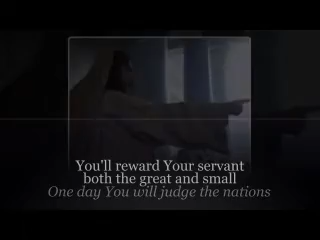 You'll reward Your servant
both the great and small
One day You will judge the nations